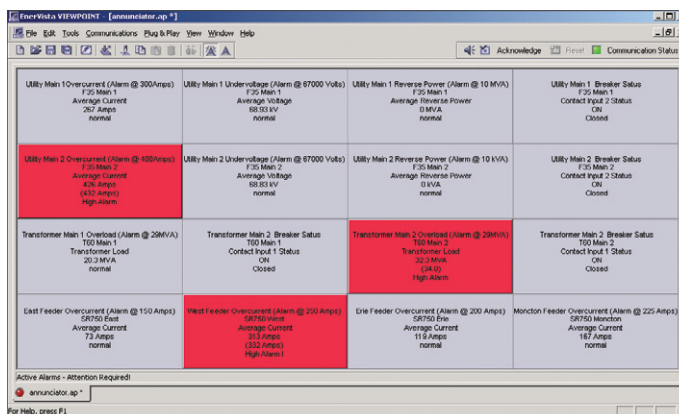 EnerVista VIEWPOINT - [annunciator.ap *]
File Edit Tools Communications Plug & Play View Window Help
Acknowledge Reset Communication Status
Utility Main 1Overcurrent (Alarm @ 300Amps)
F35 Main 1
Average Current
267 Amps
normal
Utility Main 1 Undervoltage (Alarm @ 67000 Volts)
F35 Main 1
Average Voltage
68.93 kV
normal
Utility Main 1 Reverse Power (Alarm @ 10 MVA)
F35 Main 1
Average Reverse Power
0 MVA
normal
Utility Main 1 Breaker Satus
F35 Main 1
Contact Input 2 Status
ON
Closed
Utility Main 2 Overcurrent (Alarm @ 400Amps)
F35 Main 2
Average Current
426 Amps
(432 Amps)
High Alarm
Utility Main 2 Undervoltage (Alarm @ 67000 Volts)
F35 Main 2
Average Voltage
68.83 kV
normal
Utility Main 2 Reverse Power (Alarm @ 10 kVA)
F35 Main 2
Average Reverse Power
0 kVA
normal
Utility Main 2 Breaker Satus
F35 Main 2
Contact Input 2 Status
ON
Closed
Transformer Main 1 Overload (Alarm @ 29MVA)
T60 Main 1
Transformer Load
20.3 MVA
normal
Transformer Main 2 Breaker Satus
T60 Main 1
Contact Input 1 Status
ON
Closed
Transformer Main 2 Overload (Alarm @ 29MVA)
T60 Main 2
Transformer Load
32.3 MVA
(34.0)
High Alarm
Transformer Main 2 Breaker Satus
T60 Main 2
Contact Input 1 Status
ON
Closed
East Feeder Overcurrent (Alarm @ 150 Amps)
SR750 East
Average Current
73 Amps
normal
West Feeder Overcurrent (Alarm @ 250 Amps)
SR750 West
Average Current
313 Amps
(332 Amps)
High Alarm !
Erie Feeder Overcurrent (Alarm @ 200 Amps)
SR750 Erie
Average Current
119 Amps
normal
Moncton Feeder Overcurrent (Alarm @ 225 Amps)
SR750 Moncton
Average Current
167 Amps
normal
Active Alarms - Attention Required!
annunciator.ap *
For Help, press F1